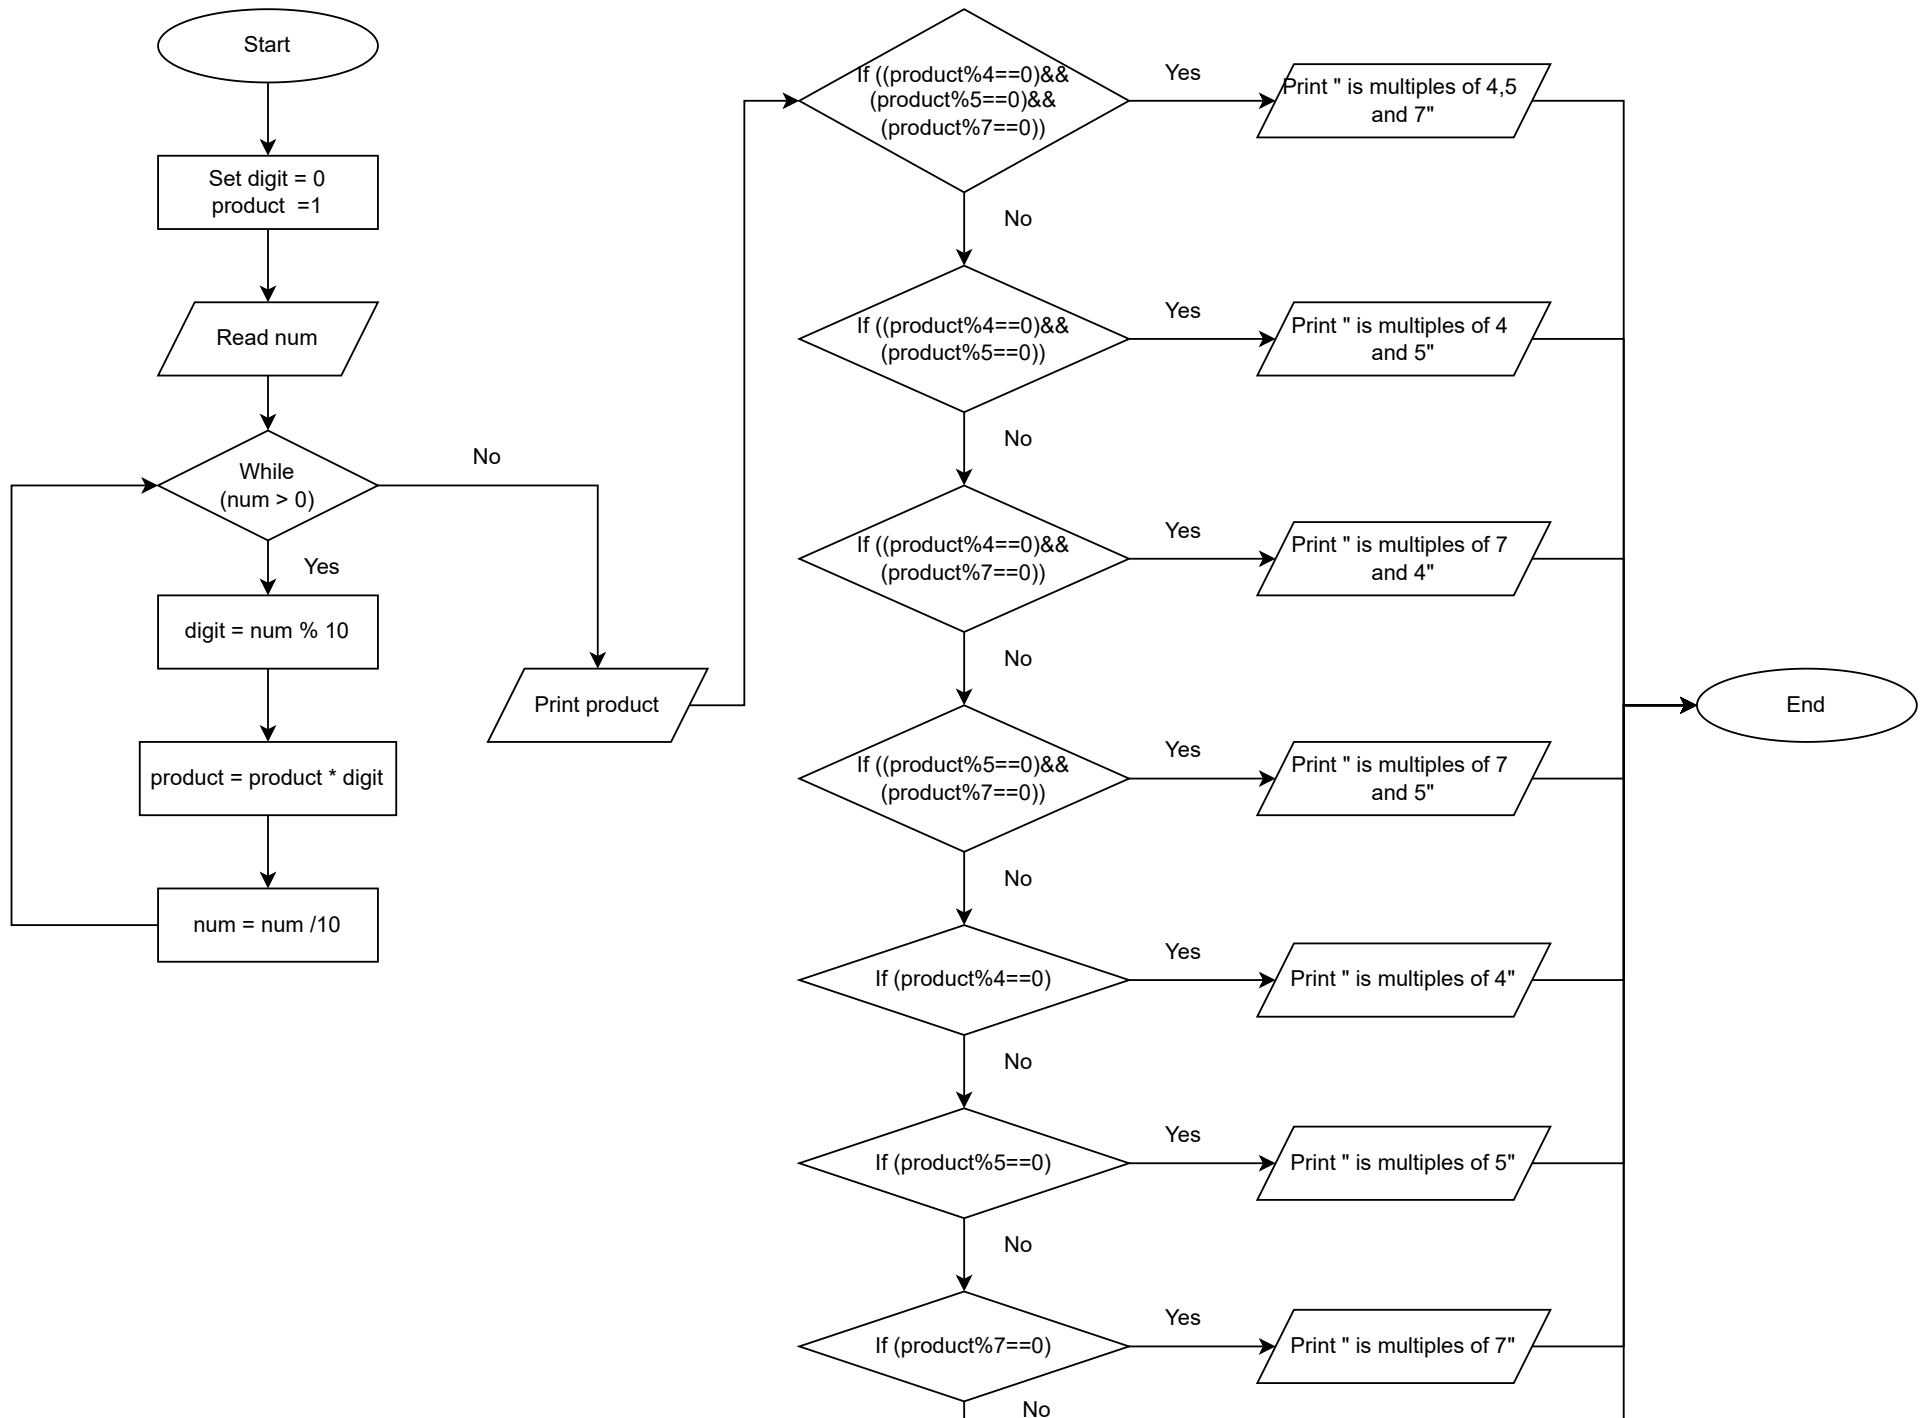 Start
Set digit = 0
product  =1
Read num
While
(num > 0)
No
Yes
digit = num % 10
product = product * digit
num = num /10
Print product
If ((product%4==0)&&
(product%5==0)&&
(product%7==0))
Yes
Print " is multiples of 4,5
and 7"
No
If ((product%4==0)&&
(product%5==0))
Yes
Print " is multiples of 4
and 5"
No
If ((product%4==0)&&
(product%7==0))
Yes
Print " is multiples of 7
and 4"
No
If ((product%5==0)&&
(product%7==0))
Yes
Print " is multiples of 7
and 5"
No
If (product%4==0)
Yes
Print " is multiples of 4"
No
If (product%5==0)
Yes
Print " is multiples of 5"
No
If (product%7==0)
Yes
Print " is multiples of 7"
No
End